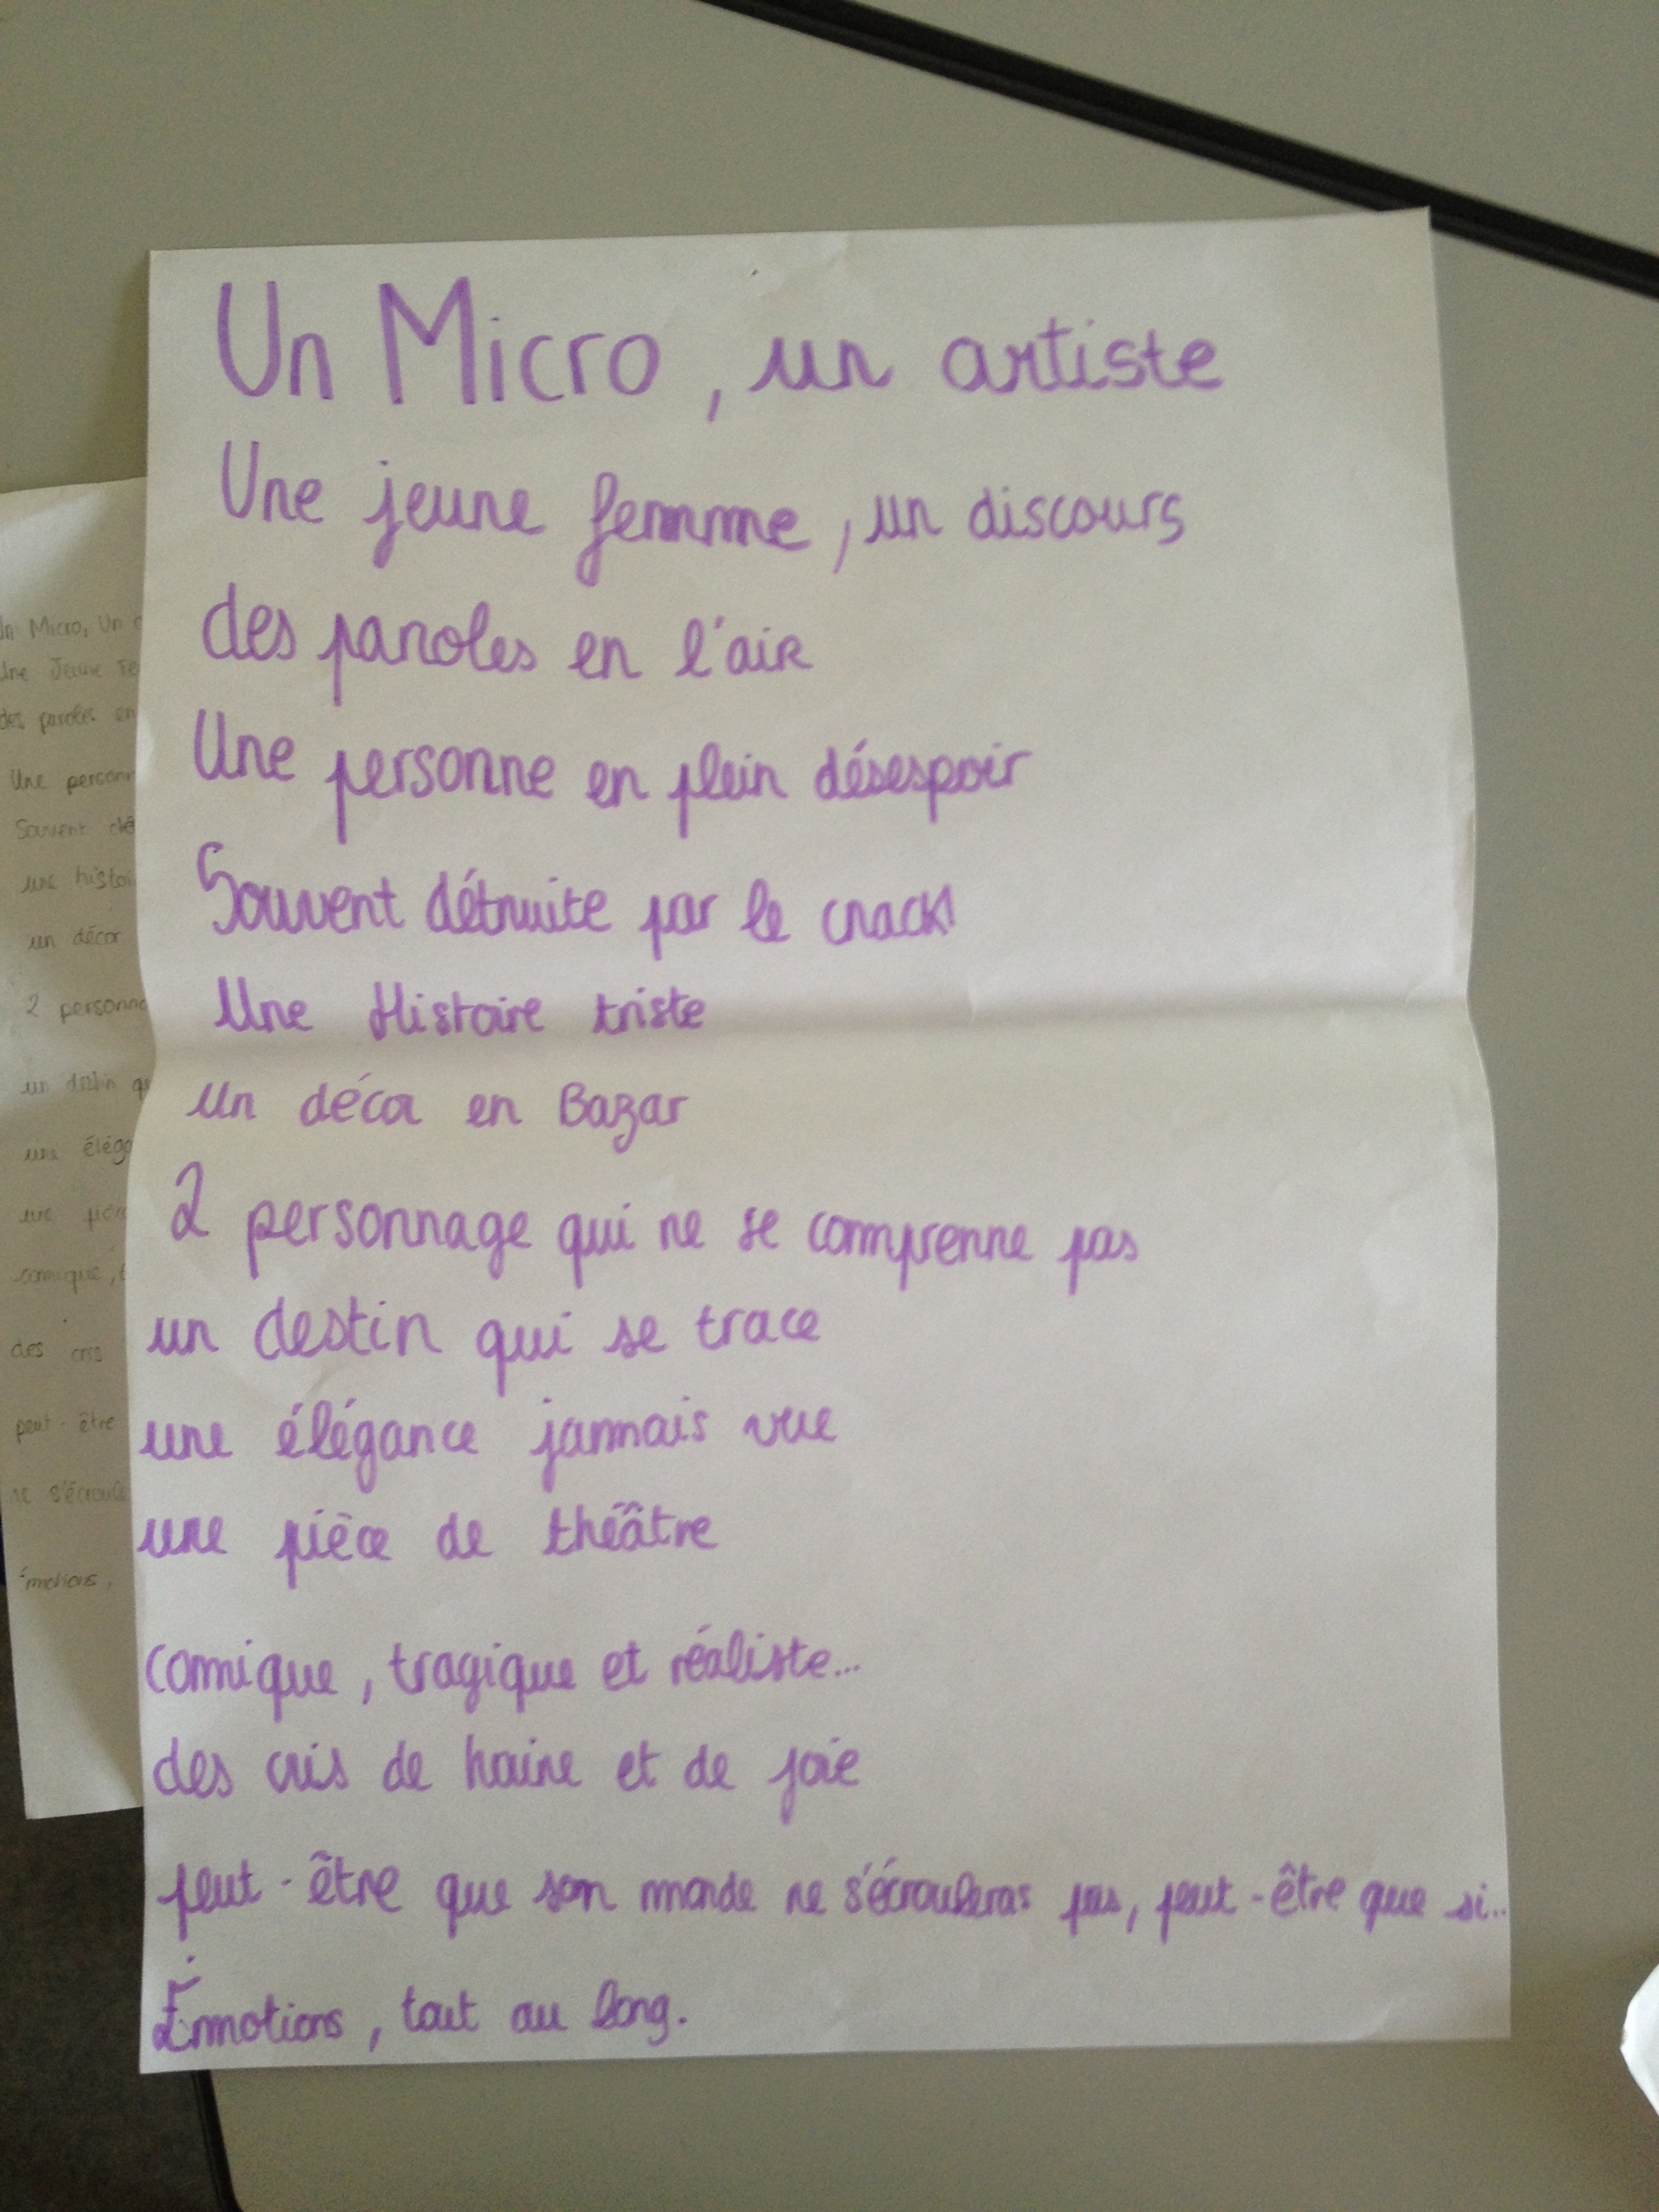 Un Micro, un artiste
Une jeune femme, un discours
des paroles en l'air
Une personne en plein désespoir
Souvent détruite par le crack
Une Histoire triste
Un décor en Bazar
2 personnage qui ne se comprenne pas
un destin qui se trace
une élégance jamais vue
une pièce de théâtre
comique, tragique et réaliste...
des cris de haine et de joie
peut-être que son monde ne s'écrouleras pas, peut-être que si..
Émotions, tout au long.
In Micro, Un
Une Jeune Fe
des paroles en
Une person
Souvent dé
une histoi
un décor
2 personna
un destin qu
une éléga
une pièc
comique,
des cris
peut-être
ne s'écroule
Emotions,